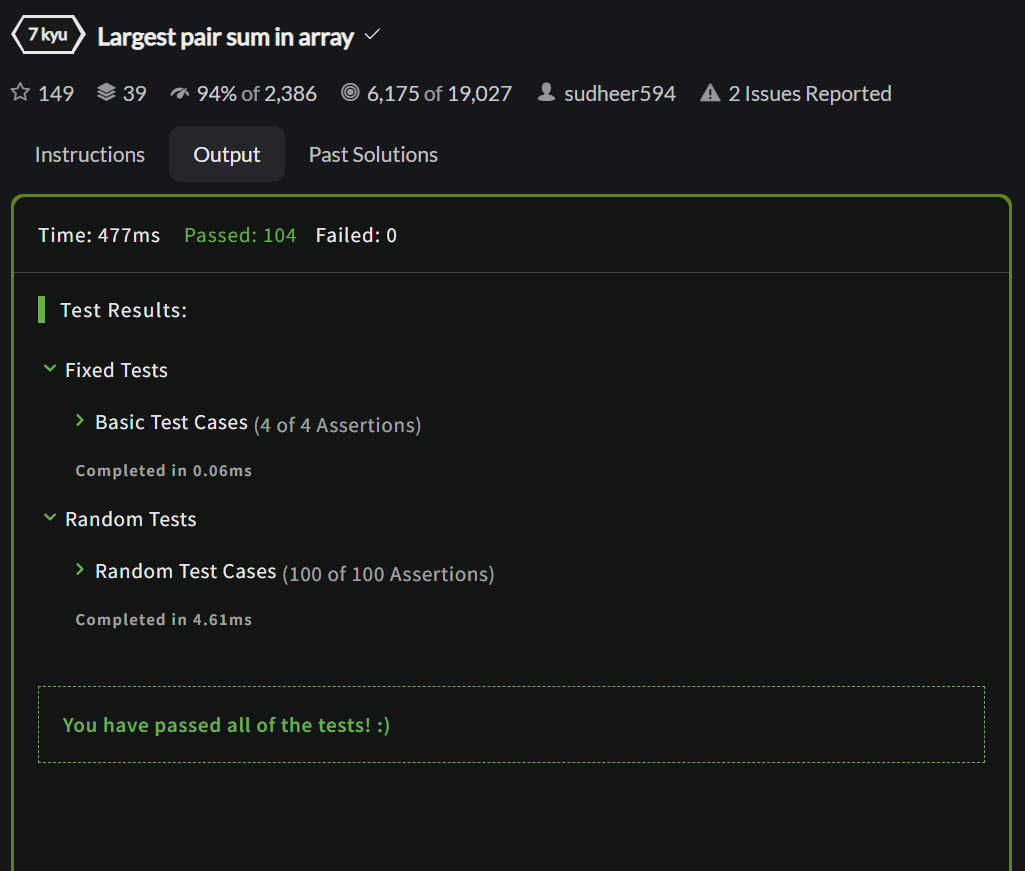 7 kyu Largest pair sum in array
149 39 94% of 2,386 6,175 of 19,027 sudheer594 2 Issues Reported
Instructions Output Past Solutions
Time: 477ms Passed: 104 Failed: 0
Test Results:
Fixed Tests
Basic Test Cases (4 of 4 Assertions)
Completed in 0.06ms
Random Tests
Random Test Cases (100 of 100 Assertions)
Completed in 4.61ms
You have passed all of the tests! :)